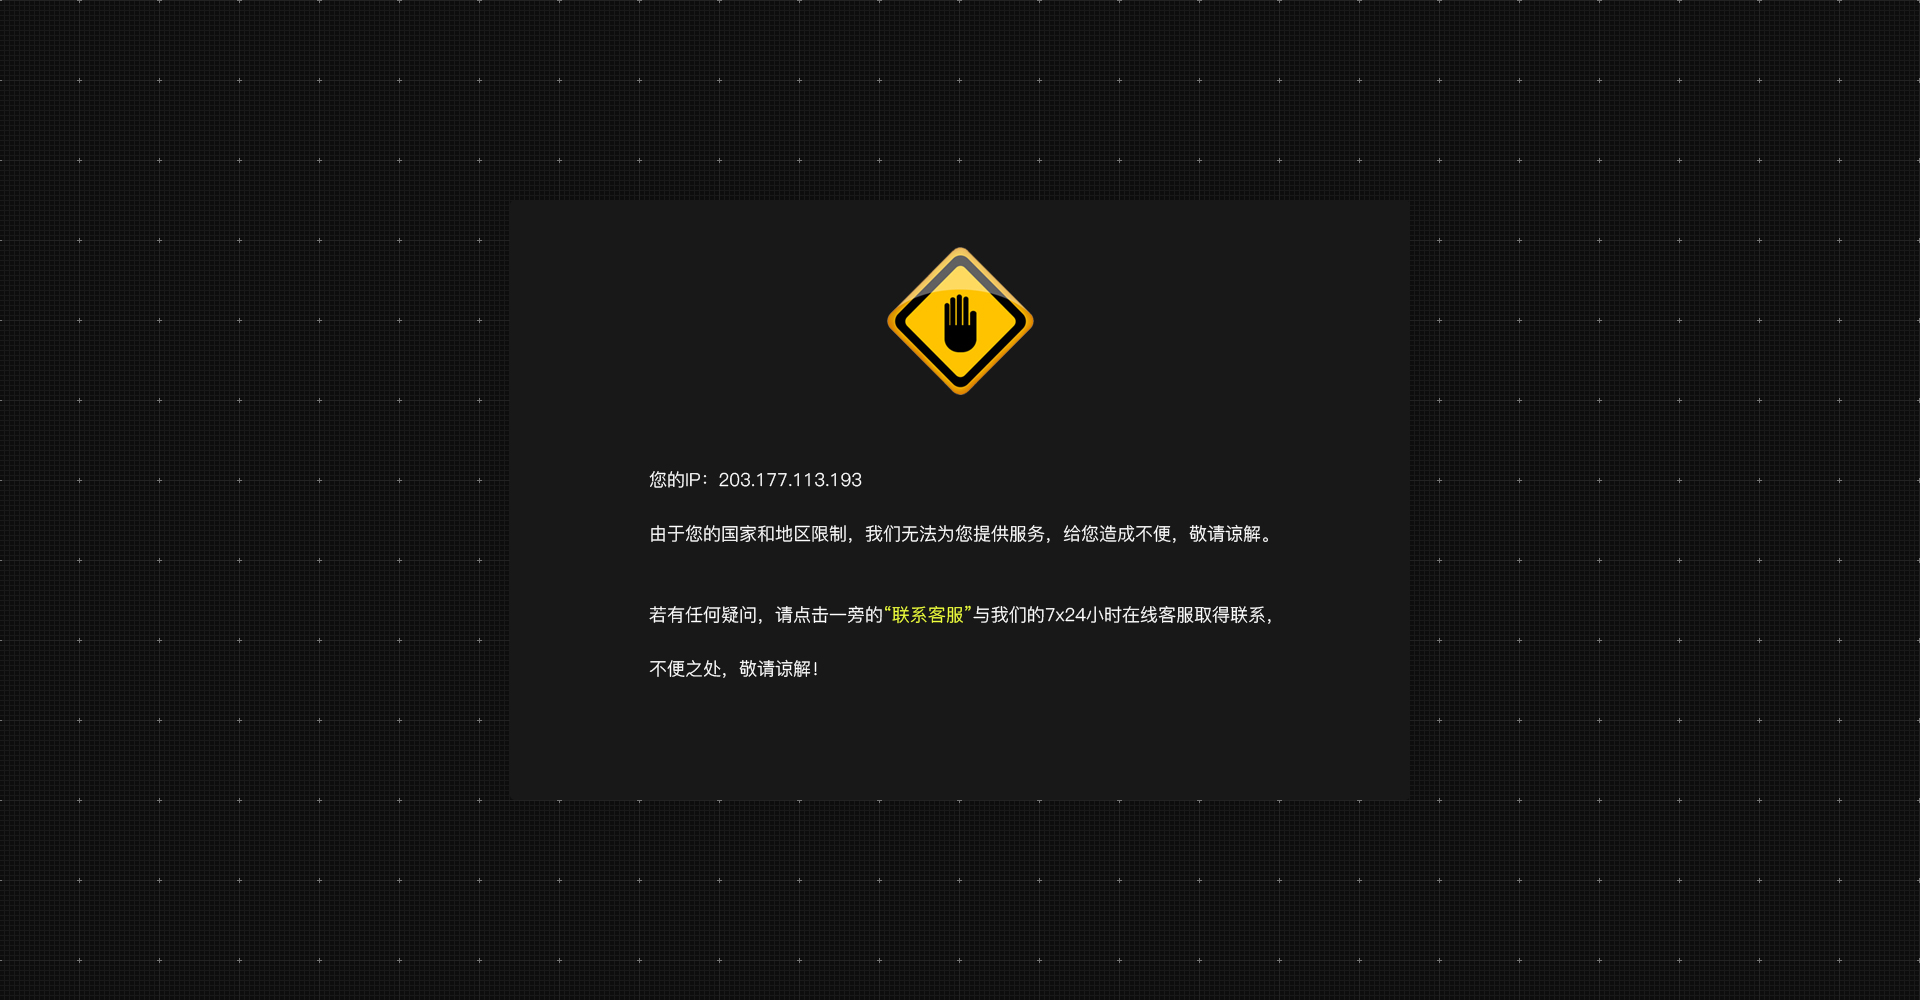 您的IP：203.177.113.193
由于您的国家和地区限制，我们无法为您提供服务，给您造成不便，敬请谅解。
若有任何疑问，请点击一旁的“联系客服”与我们的7x24小时在线客服取得联系，
不便之处，敬请谅解！